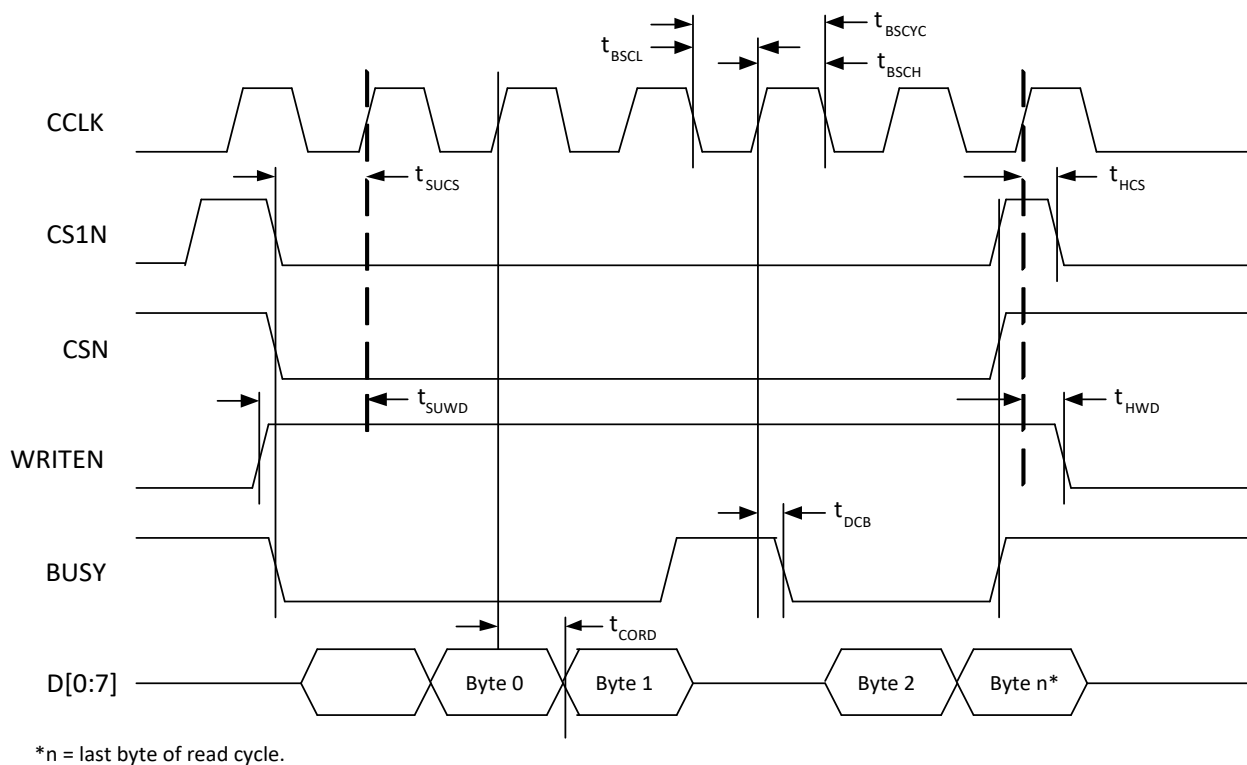 t_BSCYC
t_BSCL
t_BSCH
CCLK
t_SUCS
t_HCS
CS1N
CSN
t_SUWD
t_HWD
WRITEN
t_DCB
BUSY
t_CORD
D[0:7]
Byte 0
Byte 1
Byte 2
Byte n*
*n = last byte of read cycle.